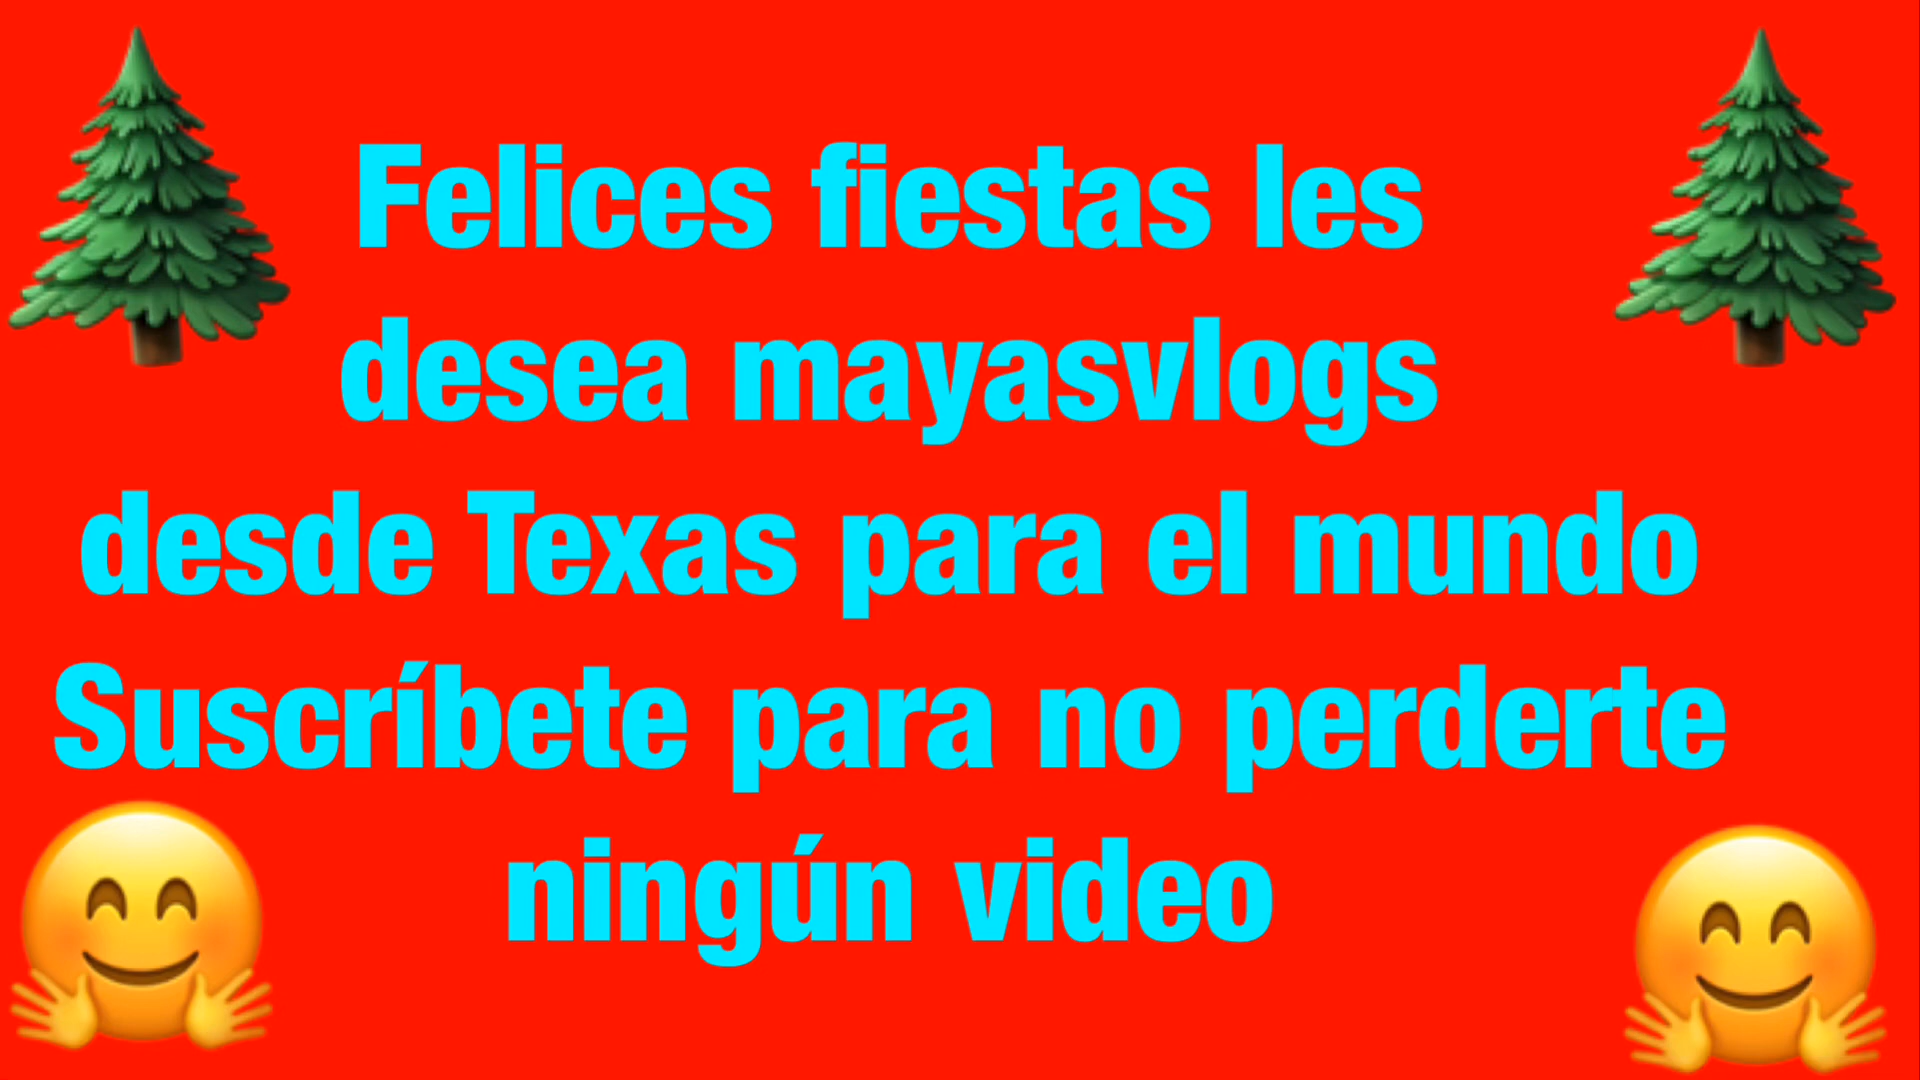 Felices fiestas les
desea mayasvlogs
desde Texas para el mundo
Suscríbete para no perderte
ningún video